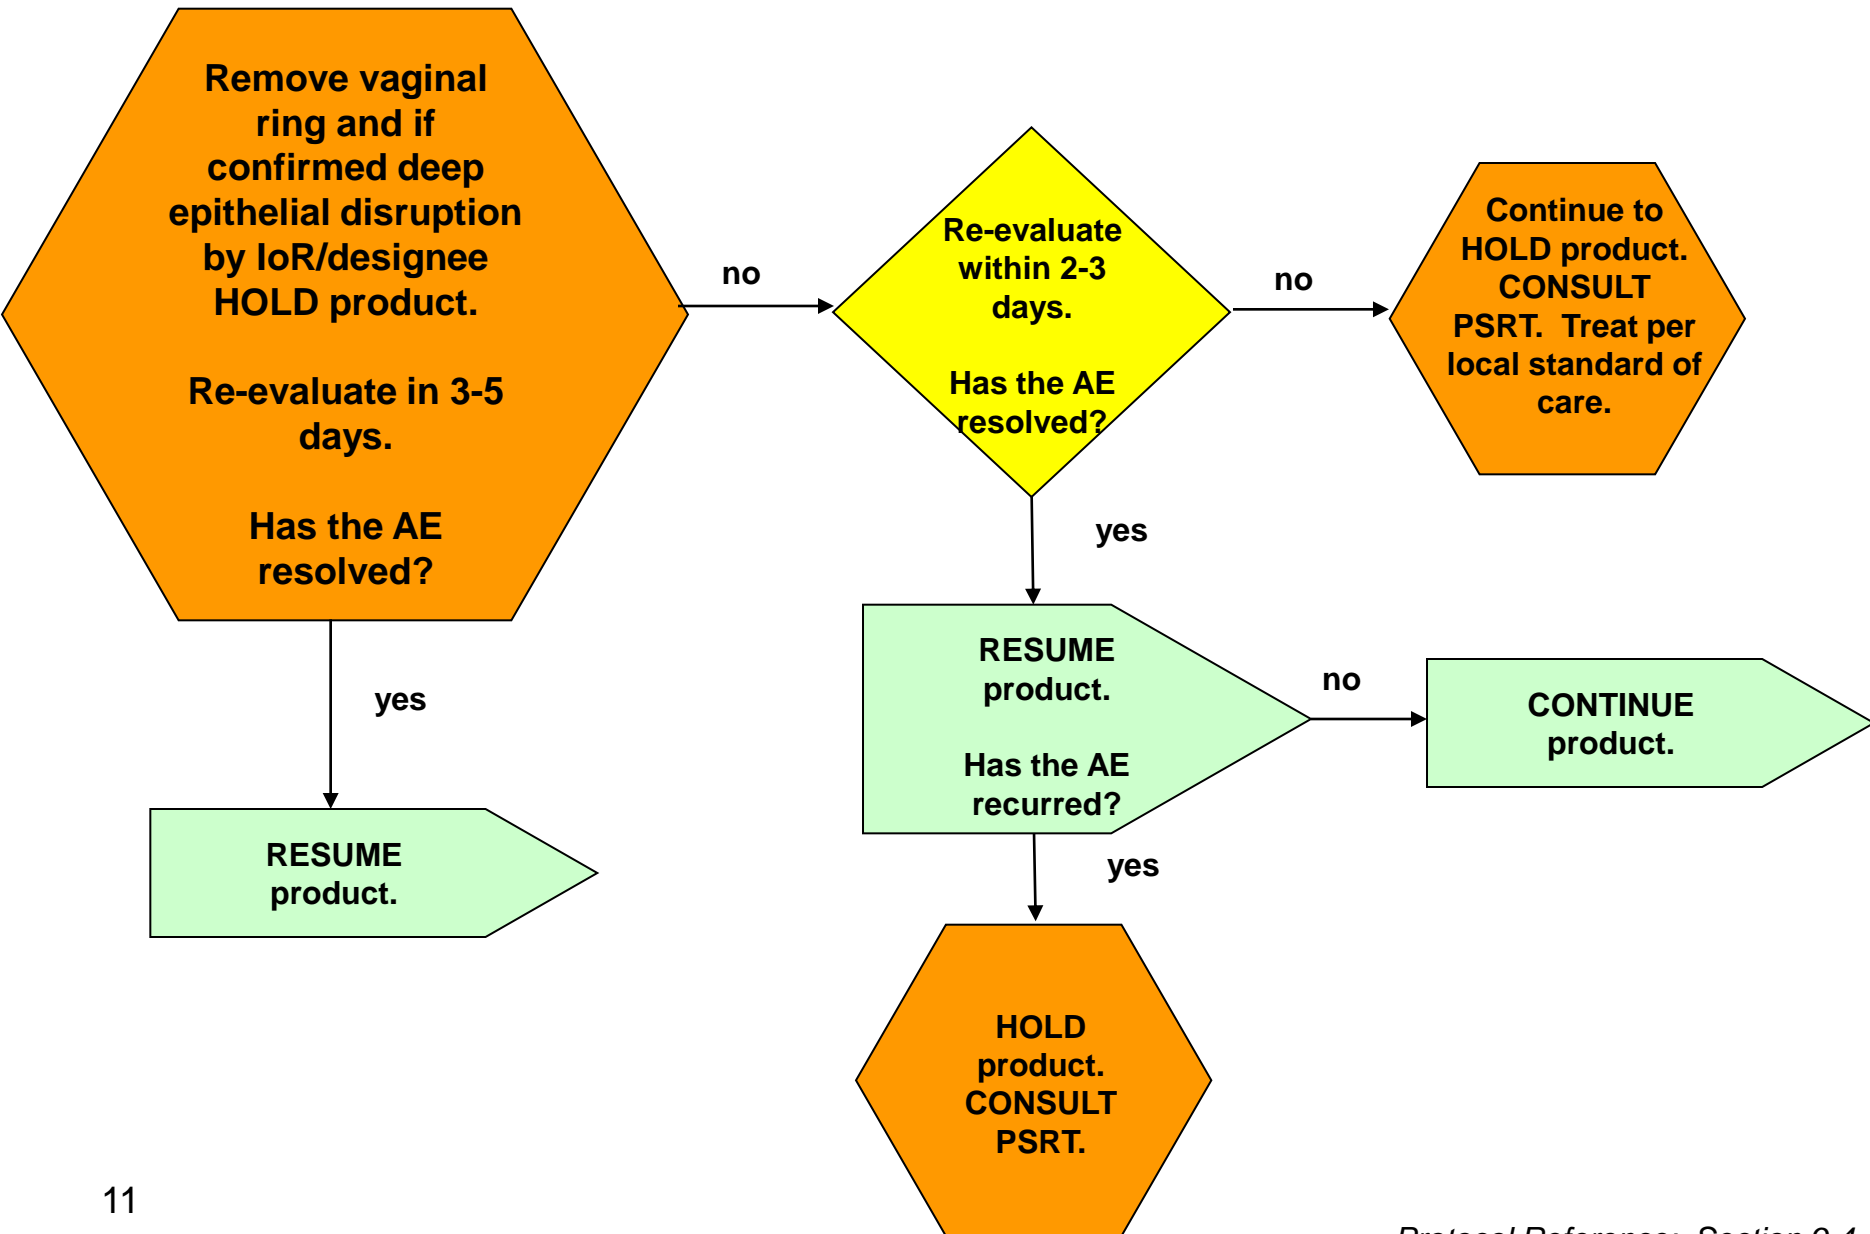 Remove vaginal
ring and if
confirmed deep
epithelial disruption
by IoR/designee
HOLD product.
Re-evaluate in 3-5
days.
Has the AE
resolved?
no
Re-evaluate
within 2-3
days.
Has the AE
resolved?
no
Continue to
HOLD product.
CONSULT
PSRT. Treat per
local standard of
care.
yes
RESUME
product.
yes
RESUME
product.
Has the AE
recurred?
no
CONTINUE
product.
yes
HOLD
product.
CONSULT
PSRT.
11
Protocol Reference: Section